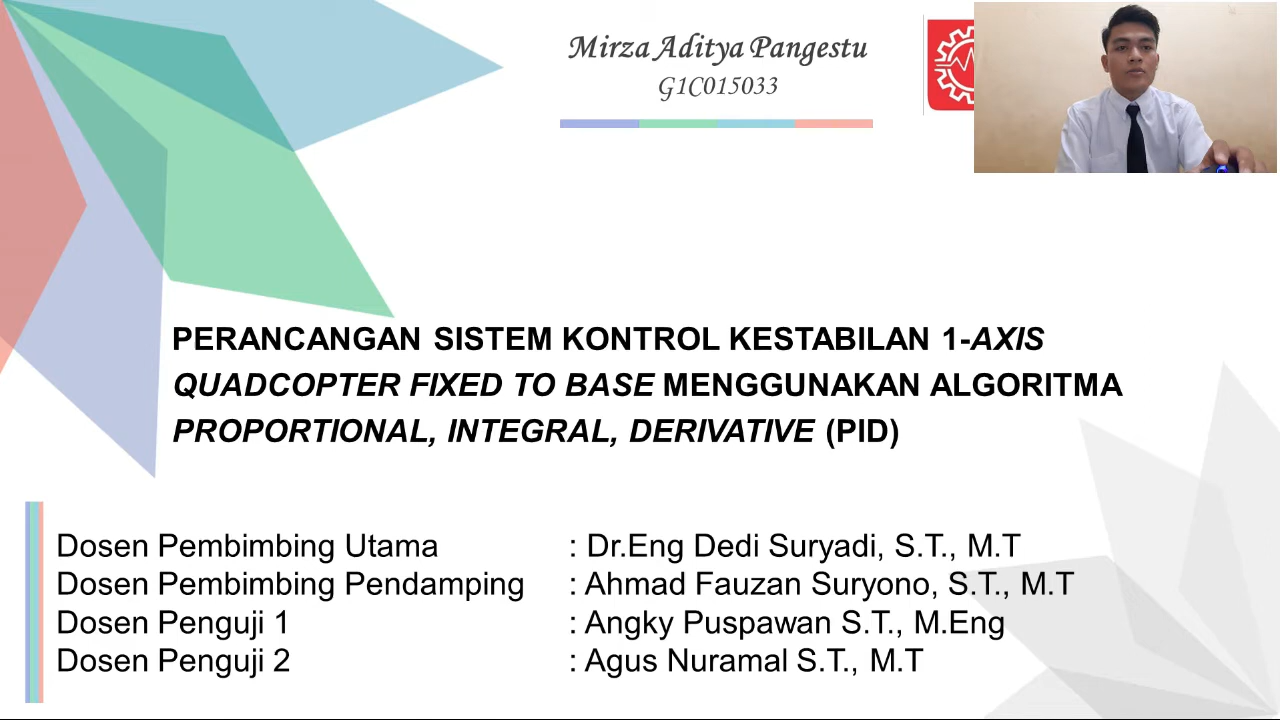 Mirza Aditya Pangestu
G1C015033
PERANCANGAN SISTEM KONTROL KESTABILAN 1-AXIS
QUADCOPTER FIXED TO BASE MENGGUNAKAN ALGORITMA
PROPORTIONAL, INTEGRAL, DERIVATIVE (PID)
Dosen Pembimbing Utama : Dr.Eng Dedi Suryadi, S.T., M.T
Dosen Pembimbing Pendamping : Ahmad Fauzan Suryono, S.T., M.T
Dosen Penguji 1 : Angky Puspawan S.T., M.Eng
Dosen Penguji 2 : Agus Nuramal S.T., M.T